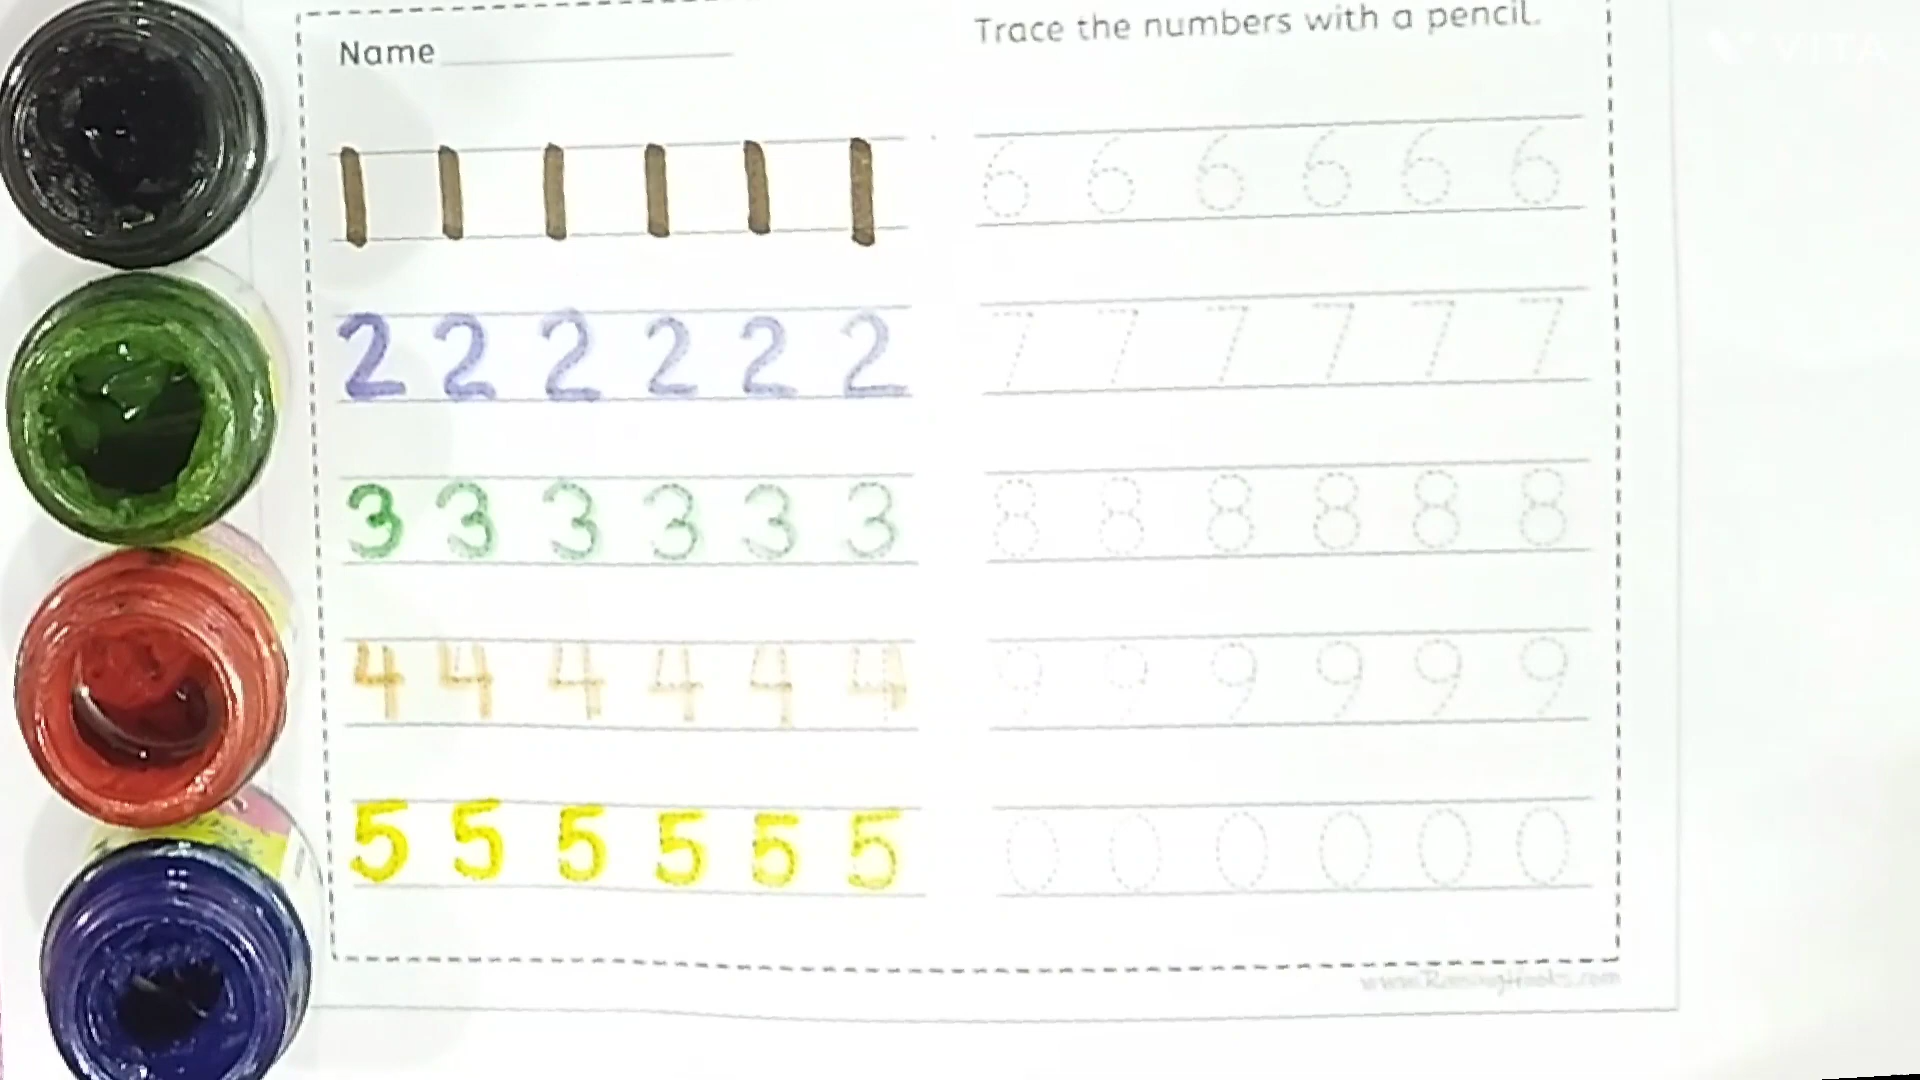 Name
Trace the numbers with a pencil.
1 1 1 1 1 1
2 2 2 2 2 2
3 3 3 3 3 3
4 4 4 4 4 4
5 5 5 5 5 5
6 6 6 6 6 6
7 7 7 7 7 7
8 8 8 8 8 8
9 9 9 9 9 9
0 0 0 0 0 0
VITA